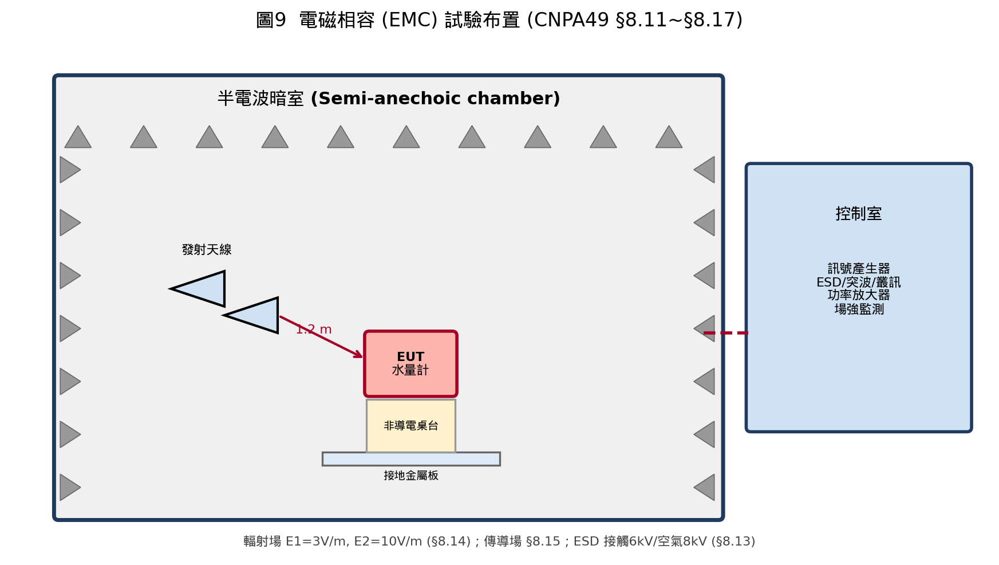 圖9 電磁相容 (EMC) 試驗布置 (CNPA49 §8.11~§8.17)
半電波暗室 (Semi-anechoic chamber)
控制室
發射天線
訊號產生器
ESD/突波/叢訊
功率放大器
場強監測
1.2 m
EUT
水量計
非導電桌台
接地金屬板
輻射場 E1=3V/m, E2=10V/m (§8.14) ; 傳導場 §8.15 ; ESD 接觸6kV/空氣8kV (§8.13)